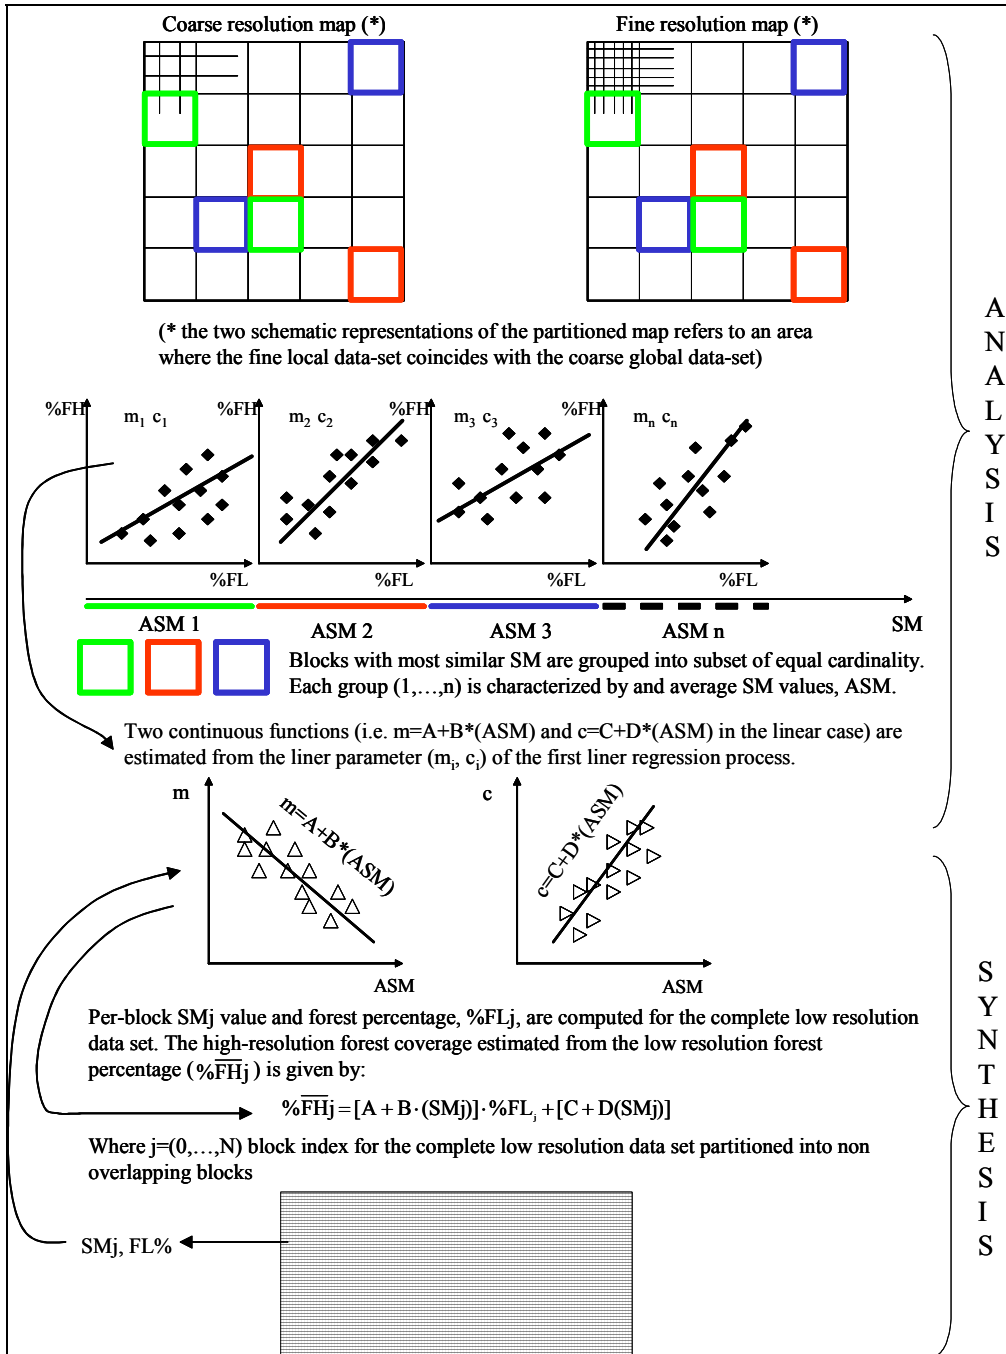 Coarse resolution map (*)
Fine resolution map (*)
(* the two schematic representations of the partitioned map refers to an area
where the fine local data-set coincides with the coarse global data-set)
%FH
m1 c1
%FH
m2 c2
%FH
m3 c3
%FH
mn cn
%FL
%FL
%FL
%FL
ASM 1
ASM 2
ASM 3
ASM n
SM
Blocks with most similar SM are grouped into subset of equal cardinality.
Each group (1,…,n) is characterized by and average SM values, ASM.
Two continuous functions (i.e. m=A+B*(ASM) and c=C+D*(ASM) in the linear case) are
estimated from the liner parameter (mi, ci) of the first liner regression process.
m
m=A+B*(ASM)
ASM
c
c=C+D*(ASM)
ASM
ANALYSIS
Per-block SMj value and forest percentage, %FLj, are computed for the complete low resolution
data set. The high-resolution forest coverage estimated from the low resolution forest
percentage (%F̅H̅j) is given by:
%F̅H̅j=[A+B·(SMj)]·%FLj+[C+D(SMj)]
Where j=(0,…,N) block index for the complete low resolution data set partitioned into non
overlapping blocks
SMj, FL%
SYNTHESIS